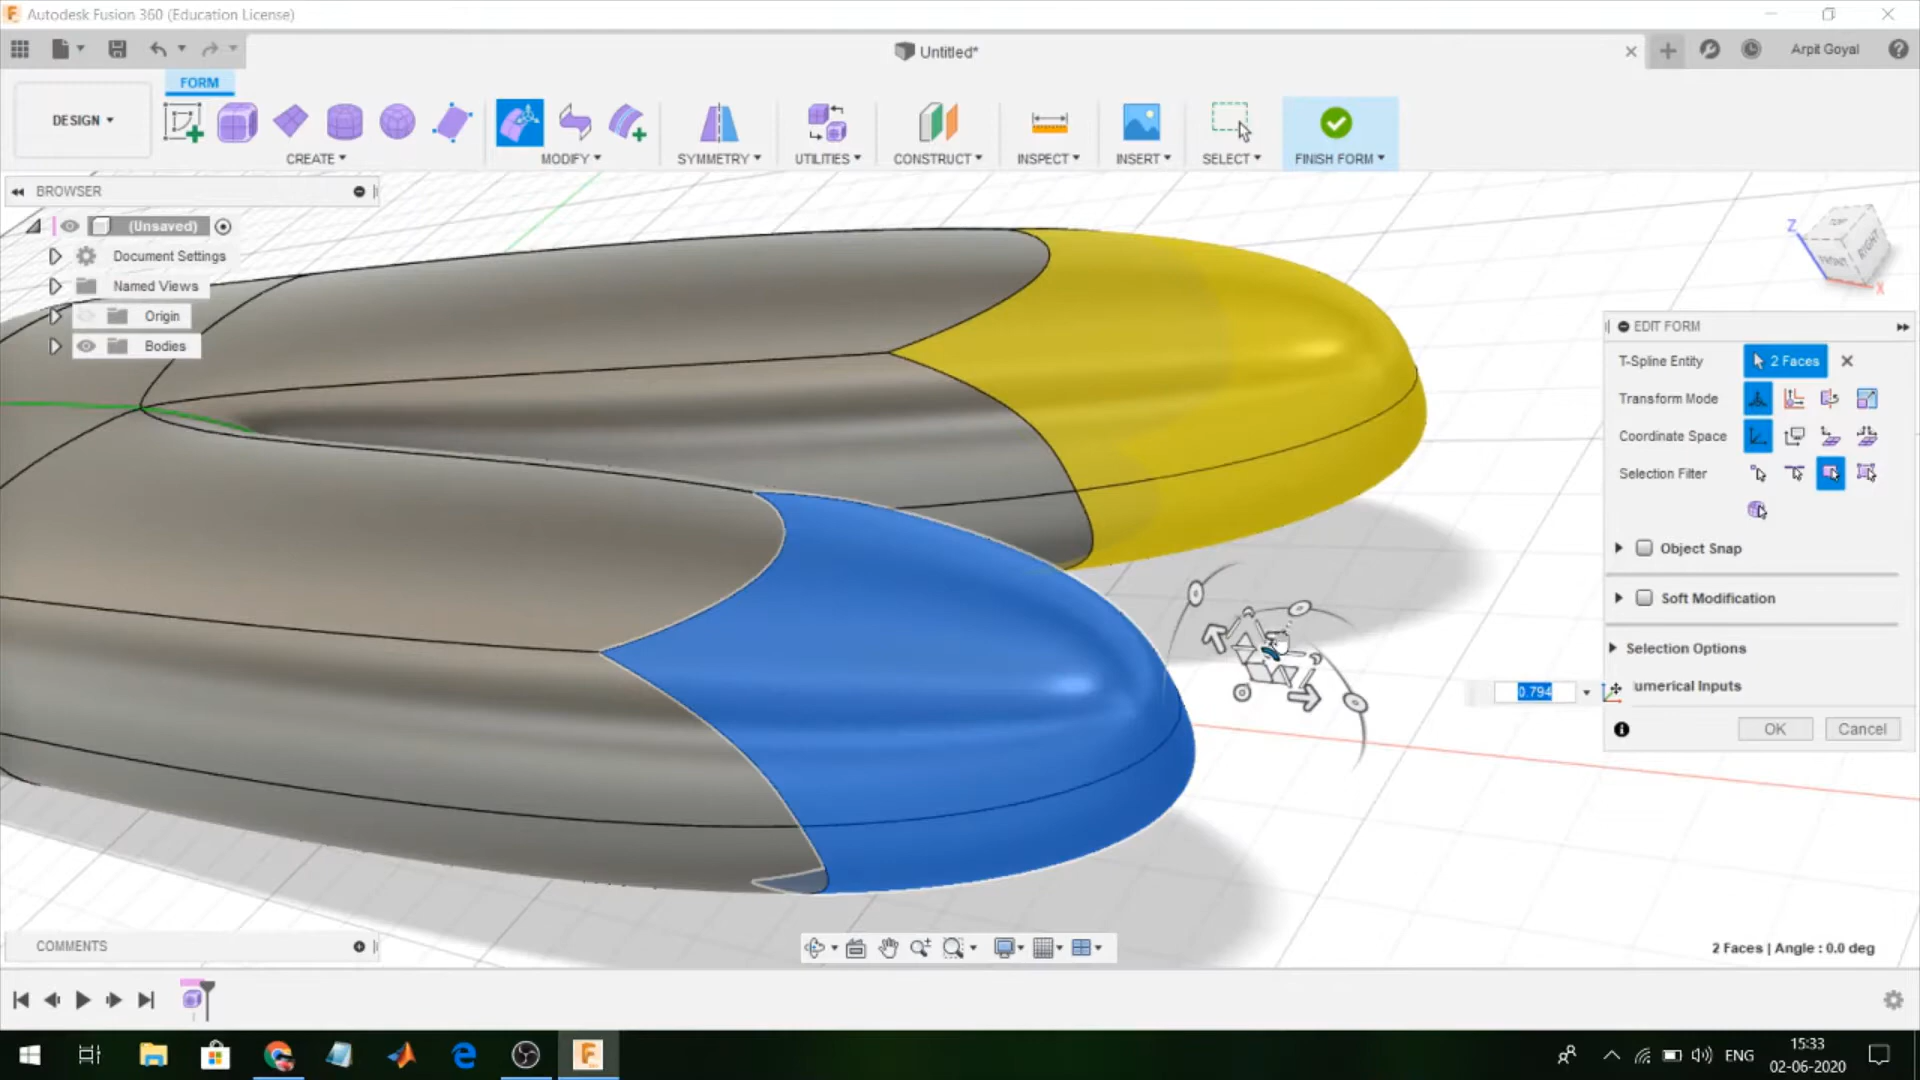 Autodesk Fusion 360 (Education License)
Untitled*
Arpit Goyal
FORM
DESIGN
CREATE
MODIFY
SYMMETRY
UTILITIES
CONSTRUCT
INSPECT
INSERT
SELECT
FINISH FORM
BROWSER
(Unsaved)
Document Settings
Named Views
Origin
Bodies
Z
FRONT
RIGHT
X
EDIT FORM
T-Spline Entity
2 Faces
Transform Mode
Coordinate Space
Selection Filter
Object Snap
Soft Modification
Selection Options
0.794
umerical Inputs
OK
Cancel
COMMENTS
2 Faces | Angle : 0.0 deg
ENG
15:33
02-06-2020